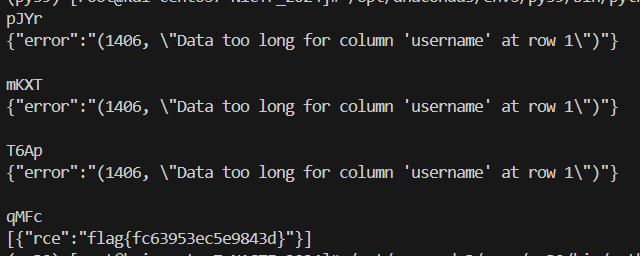 pJYr
{"error":"(1406, \"Data too long for column 'username' at row 1\")"}
mKXT
{"error":"(1406, \"Data too long for column 'username' at row 1\")"}
T6Ap
{"error":"(1406, \"Data too long for column 'username' at row 1\")"}
qMFc
[{"rce":"flag{fc63953ec5e9843d}"}]